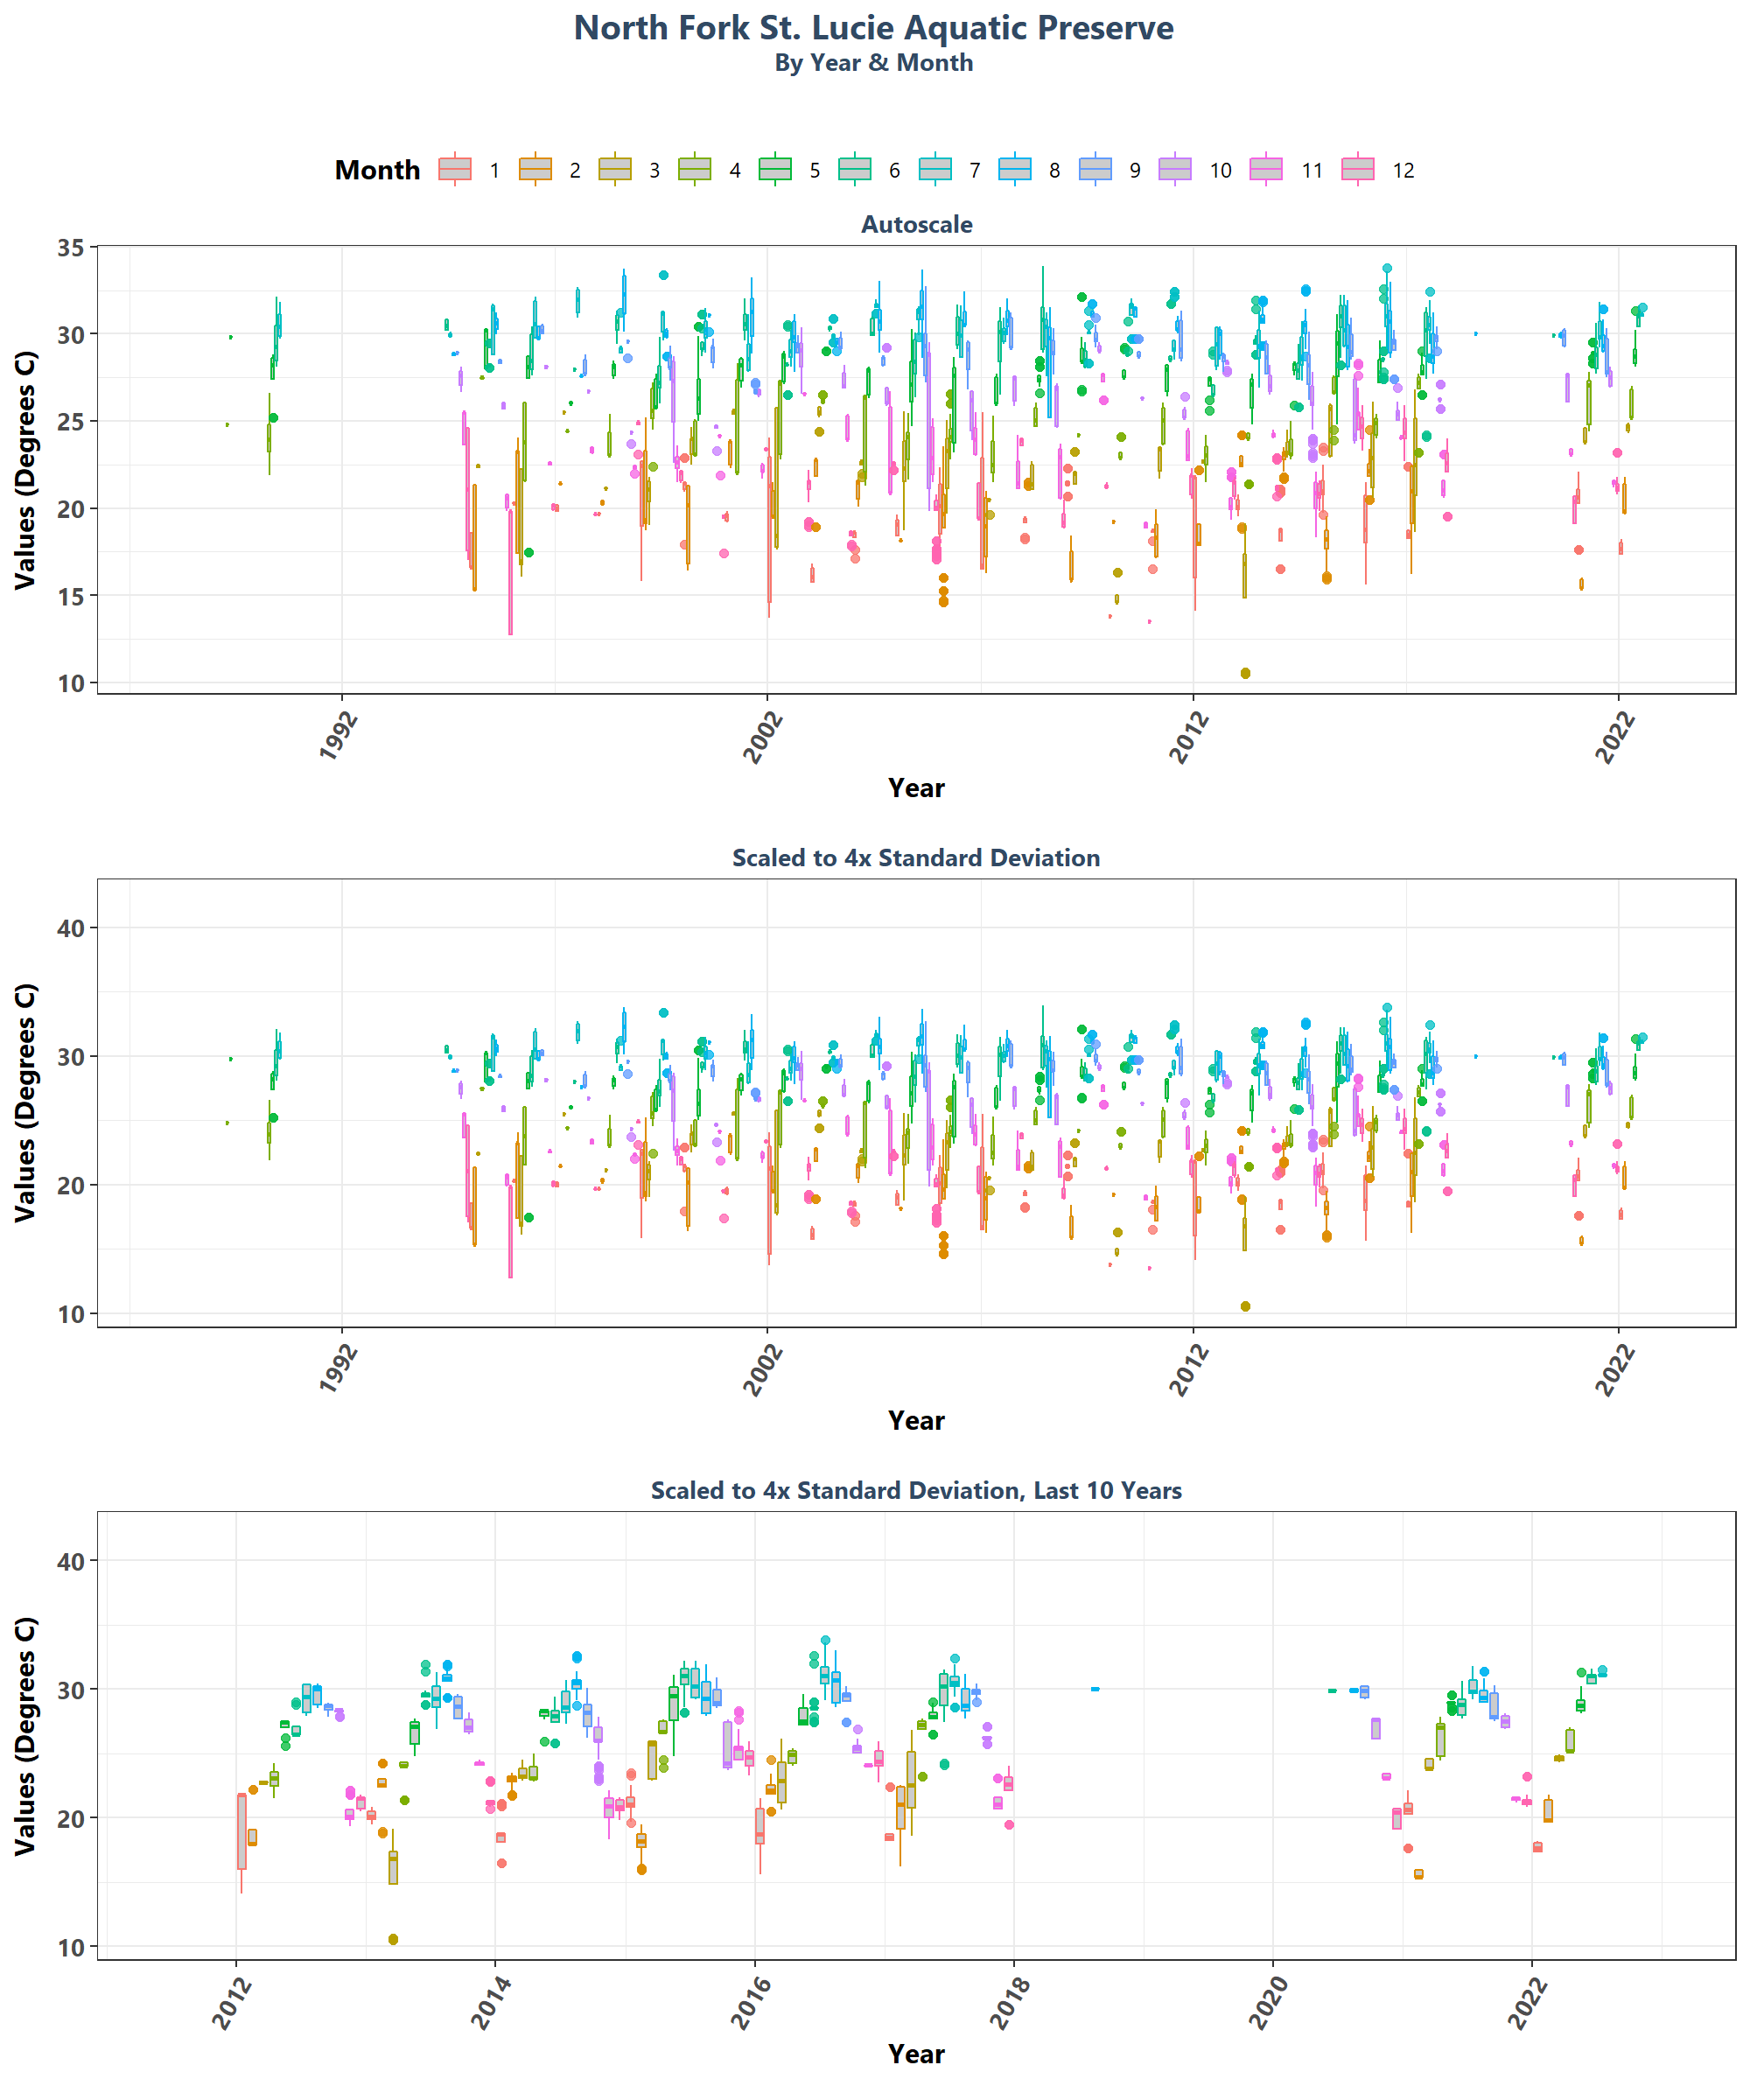 North Fork St. Lucie Aquatic Preserve
By Year & Month
Month 1 2 3 4 5 6 7 8 9 10 11 12
Autoscale
Values (Degrees C)
35
30
25
20
15
10
1992 2002 2012 2022
Year
Scaled to 4x Standard Deviation
Values (Degrees C)
40
30
20
10
1992 2002 2012 2022
Year
Scaled to 4x Standard Deviation, Last 10 Years
Values (Degrees C)
40
30
20
10
2012 2014 2016 2018 2020 2022
Year